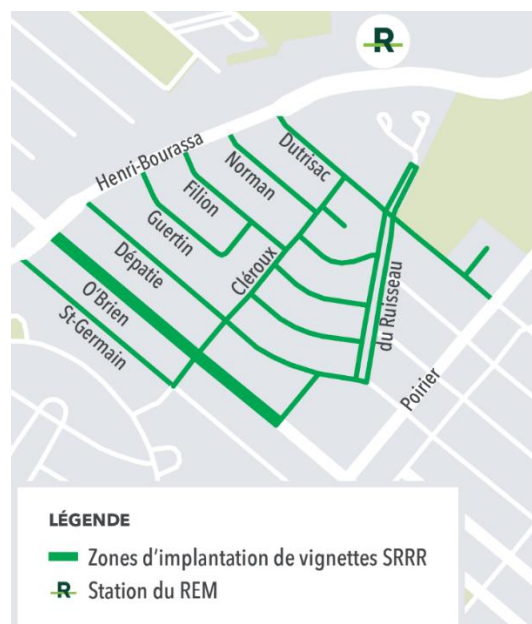 R
Henri-Bourassa
Dutrisac
Norman
Filion
Guertin
Dépatie
Cléroux
O'Brien
St-Germain
du Ruisseau
Poirier
LÉGENDE
Zones d'implantation de vignettes SRRR
R Station du REM